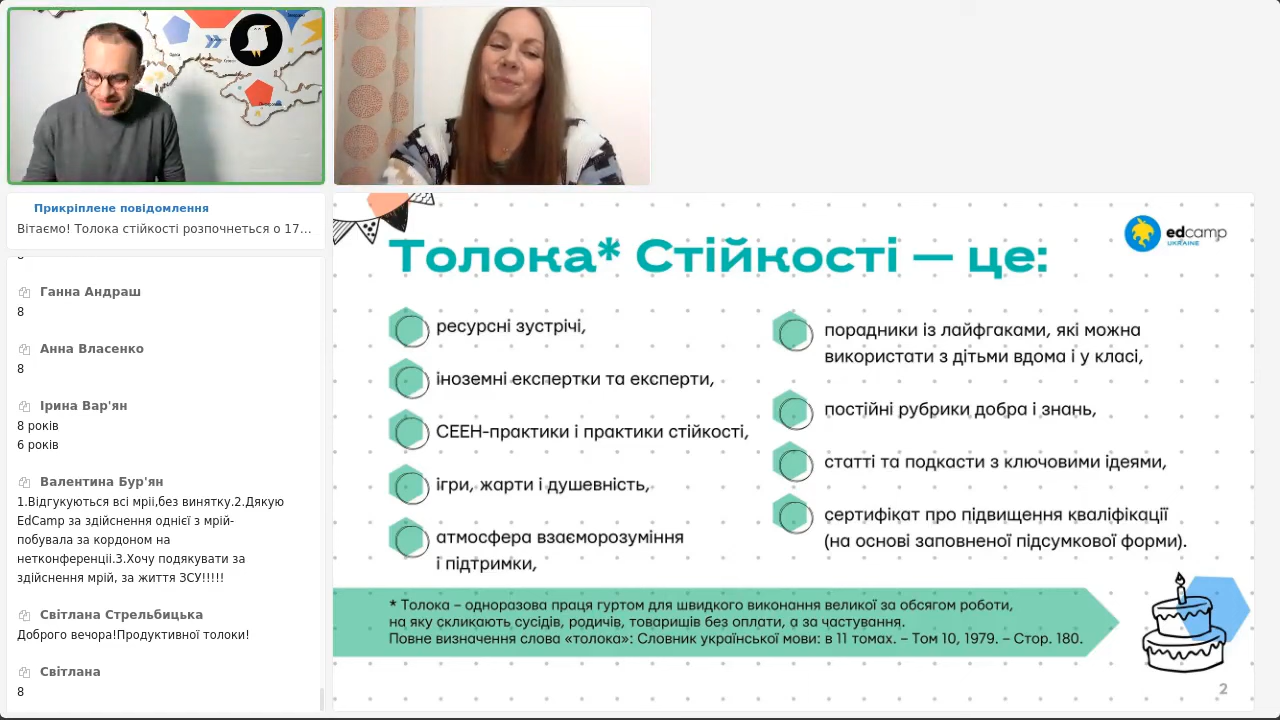 Прикріплене повідомлення
Вітаємо! Толока стійкості розпочнеться о 17...
Ганна Андраш
8
Анна Власенко
8
Ірина Вар'ян
8 років
6 років
Валентина Бур'ян
1.Відгукуються всі мрії,без винятку.2.Дякую
EdCamp за здійснення однієї з мрій-
побувала за кордоном на
нетконференції.3.Хочу подякувати за
здійснення мрій, за життя ЗСУ!!!!!
Світлана Стрельбицька
Доброго вечора!Продуктивної толоки!
Світлана
8
edcamp
UKRAINE
Толока* Стійкості — це:
ресурсні зустрічі,
іноземні експертки та експерти,
СЕЕН-практики і практики стійкості,
ігри, жарти і душевність,
атмосфера взаєморозуміння
і підтримки,
порадники із лайфгаками, які можна
використати з дітьми вдома і у класі,
постійні рубрики добра і знань,
статті та подкасти з ключовими ідеями,
сертифікат про підвищення кваліфікації
(на основі заповненої підсумкової форми).
* Толока – одноразова праця гуртом для швидкого виконання великої за обсягом роботи,
на яку скликають сусідів, родичів, товаришів без оплати, а за частування.
Повне визначення слова «толока»: Словник української мови: в 11 томах. – Том 10, 1979. – Стор. 180.
2